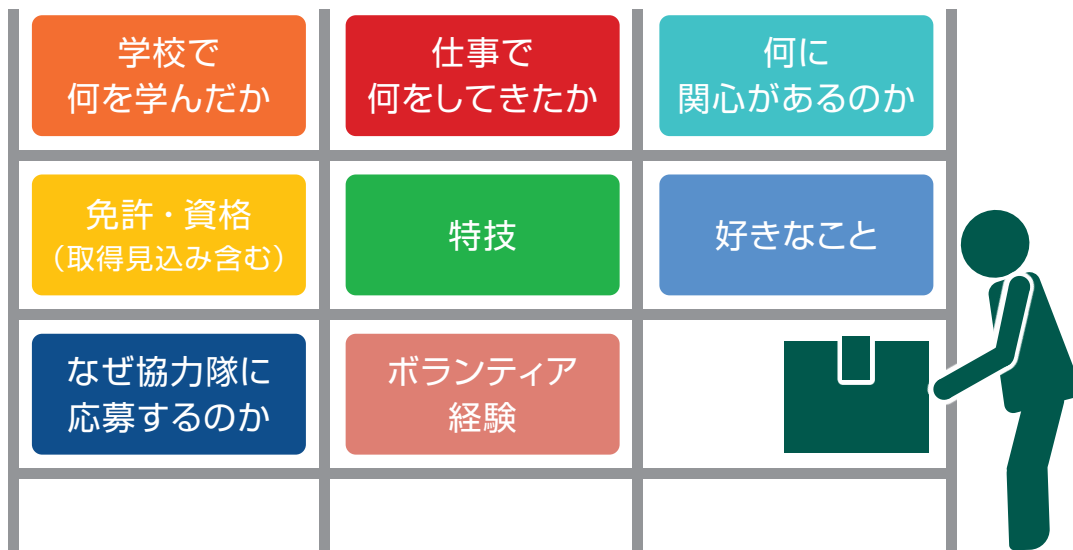 学校で
何を学んだか
仕事で
何をしてきたか
何に
関心があるのか
免許・資格
（取得見込み含む）
特技
好きなこと
なぜ協力隊に
応募するのか
ボランティア
経験